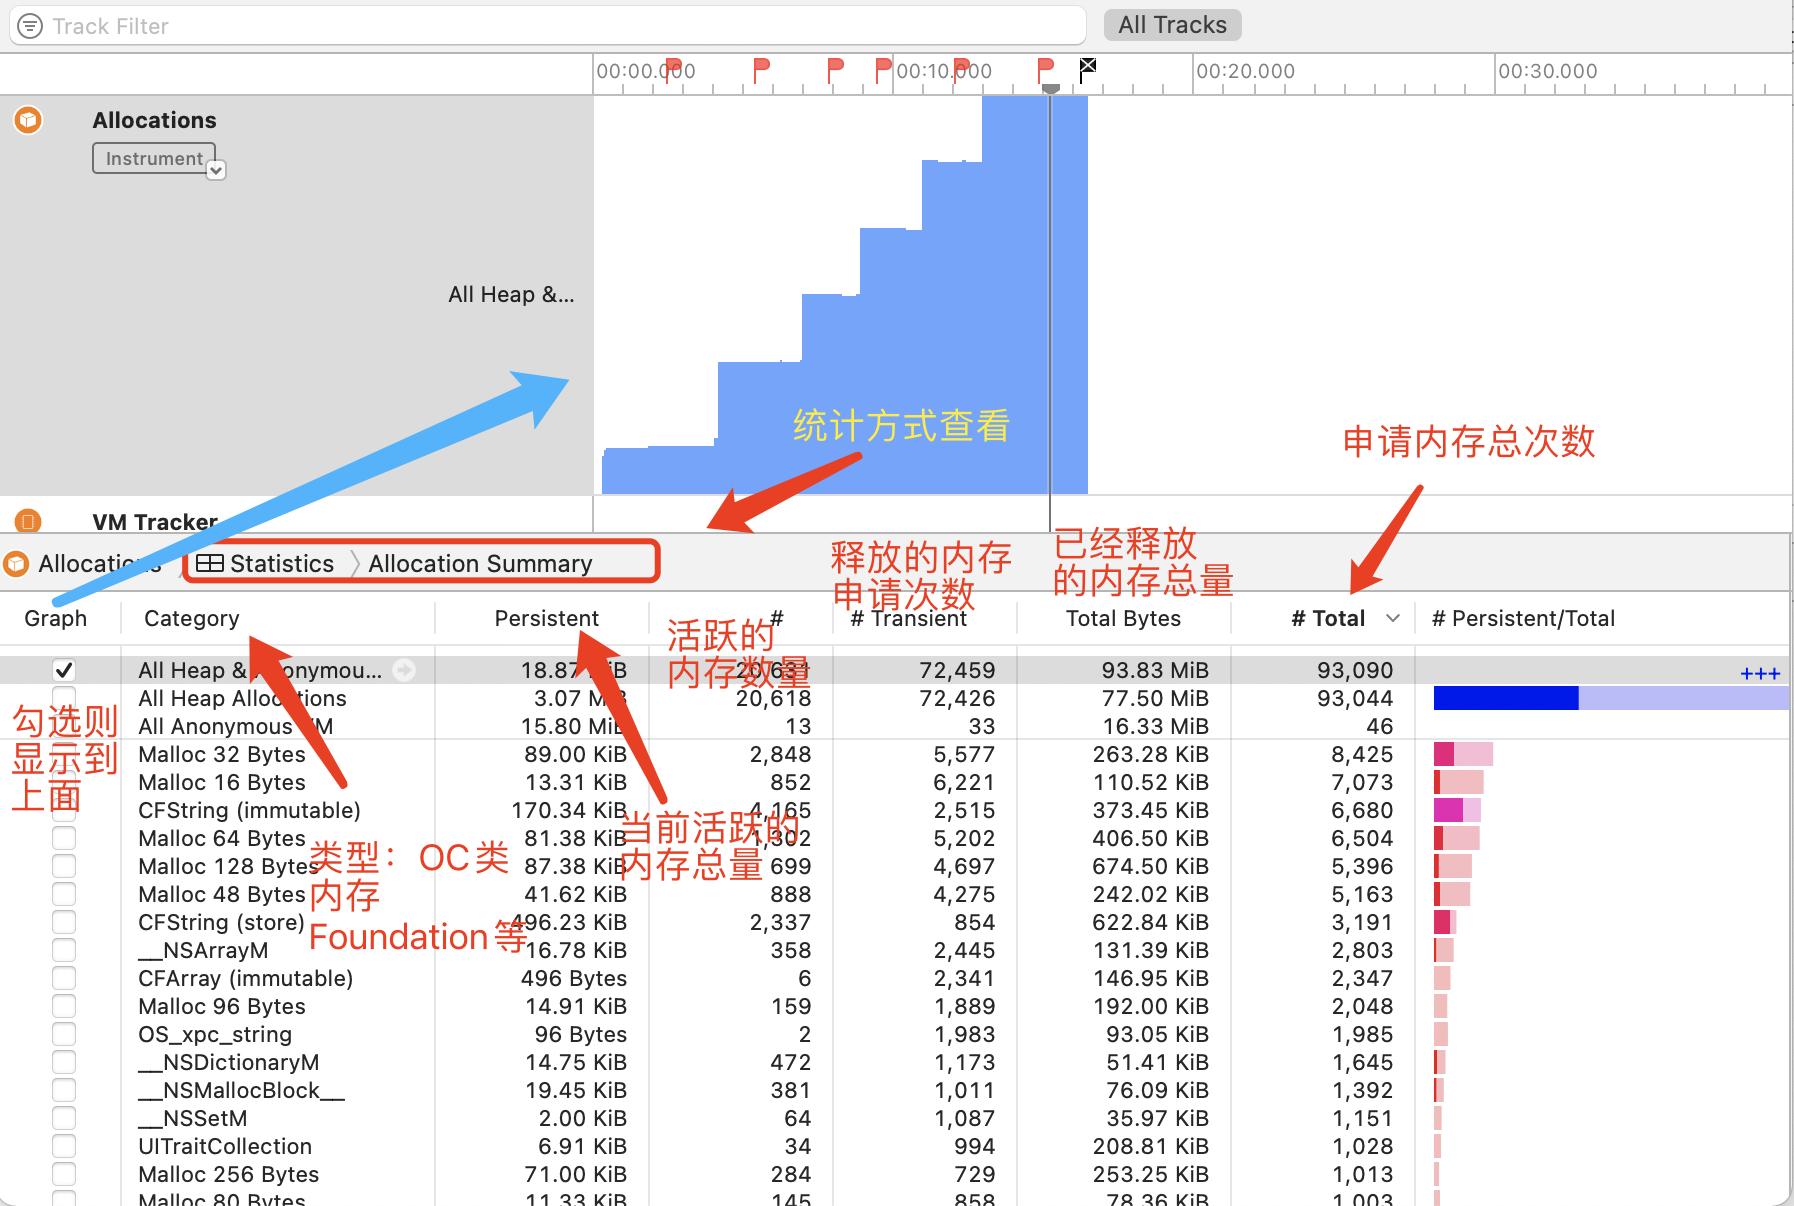 Track Filter
All Tracks
00:00.000
00:10.000
00:20.000
00:30.000
Allocations
Instrument
All Heap &...
统计方式查看
申请内存总次数
VM Tracker
Allocations
Statistics
Allocation Summary
释放的内存
申请次数
已经释放
的内存总量
Graph Category Persistent # # Transient Total Bytes # Total # Persistent/Total
活跃的
内存数量
All Heap & Anonymou... 18.87 MiB 20,631 72,459 93.83 MiB 93,090 +++
All Heap Allocations 3.07 MiB 20,618 72,426 77.50 MiB 93,044
All Anonymous VM 15.80 MiB 13 33 16.33 MiB 46
勾选则
显示到
上面
Malloc 32 Bytes 89.00 KiB 2,848 5,577 263.28 KiB 8,425
Malloc 16 Bytes 13.31 KiB 852 6,221 110.52 KiB 7,073
CFString (immutable) 170.34 KiB 4,165 2,515 373.45 KiB 6,680
当前活跃的
内存总量
Malloc 64 Bytes 81.38 KiB 1,302 5,202 406.50 KiB 6,504
类型：OC类
内存
Foundation等
Malloc 128 Bytes 87.38 KiB 699 4,697 674.50 KiB 5,396
Malloc 48 Bytes 41.62 KiB 888 4,275 242.02 KiB 5,163
CFString (store) 496.23 KiB 2,337 854 622.84 KiB 3,191
__NSArrayM 16.78 KiB 358 2,445 131.39 KiB 2,803
CFArray (immutable) 496 Bytes 6 2,341 146.95 KiB 2,347
Malloc 96 Bytes 14.91 KiB 159 1,889 192.00 KiB 2,048
OS_xpc_string 96 Bytes 2 1,983 93.05 KiB 1,985
__NSDictionaryM 14.75 KiB 472 1,173 51.41 KiB 1,645
__NSMallocBlock__ 19.45 KiB 381 1,011 76.09 KiB 1,392
__NSSetM 2.00 KiB 64 1,087 35.97 KiB 1,151
UITraitCollection 6.91 KiB 34 994 208.81 KiB 1,028
Malloc 256 Bytes 71.00 KiB 284 729 253.25 KiB 1,013
Malloc 80 Bytes 11.33 KiB 145 858 78.36 KiB 1,003